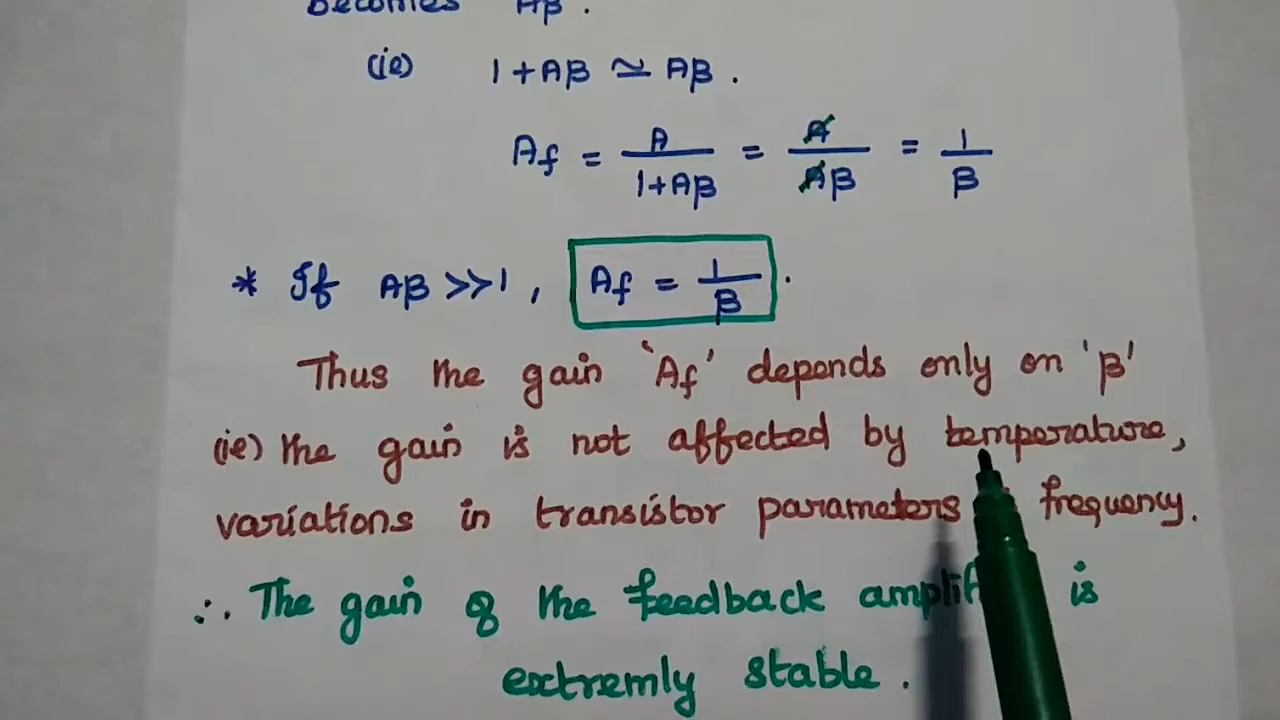 becomes AB.
(ie) 1+Aβ ≃ Aβ.
Af = A/1+Aβ = A/Aβ = 1/β
* If Aβ >>1, Af = 1/β.
Thus the gain 'Af' depends only on 'β'
(ie) the gain is not affected by temperature,
variations in transistor parameters frequency.
∴ The gain of the feedback is
extremly stable.